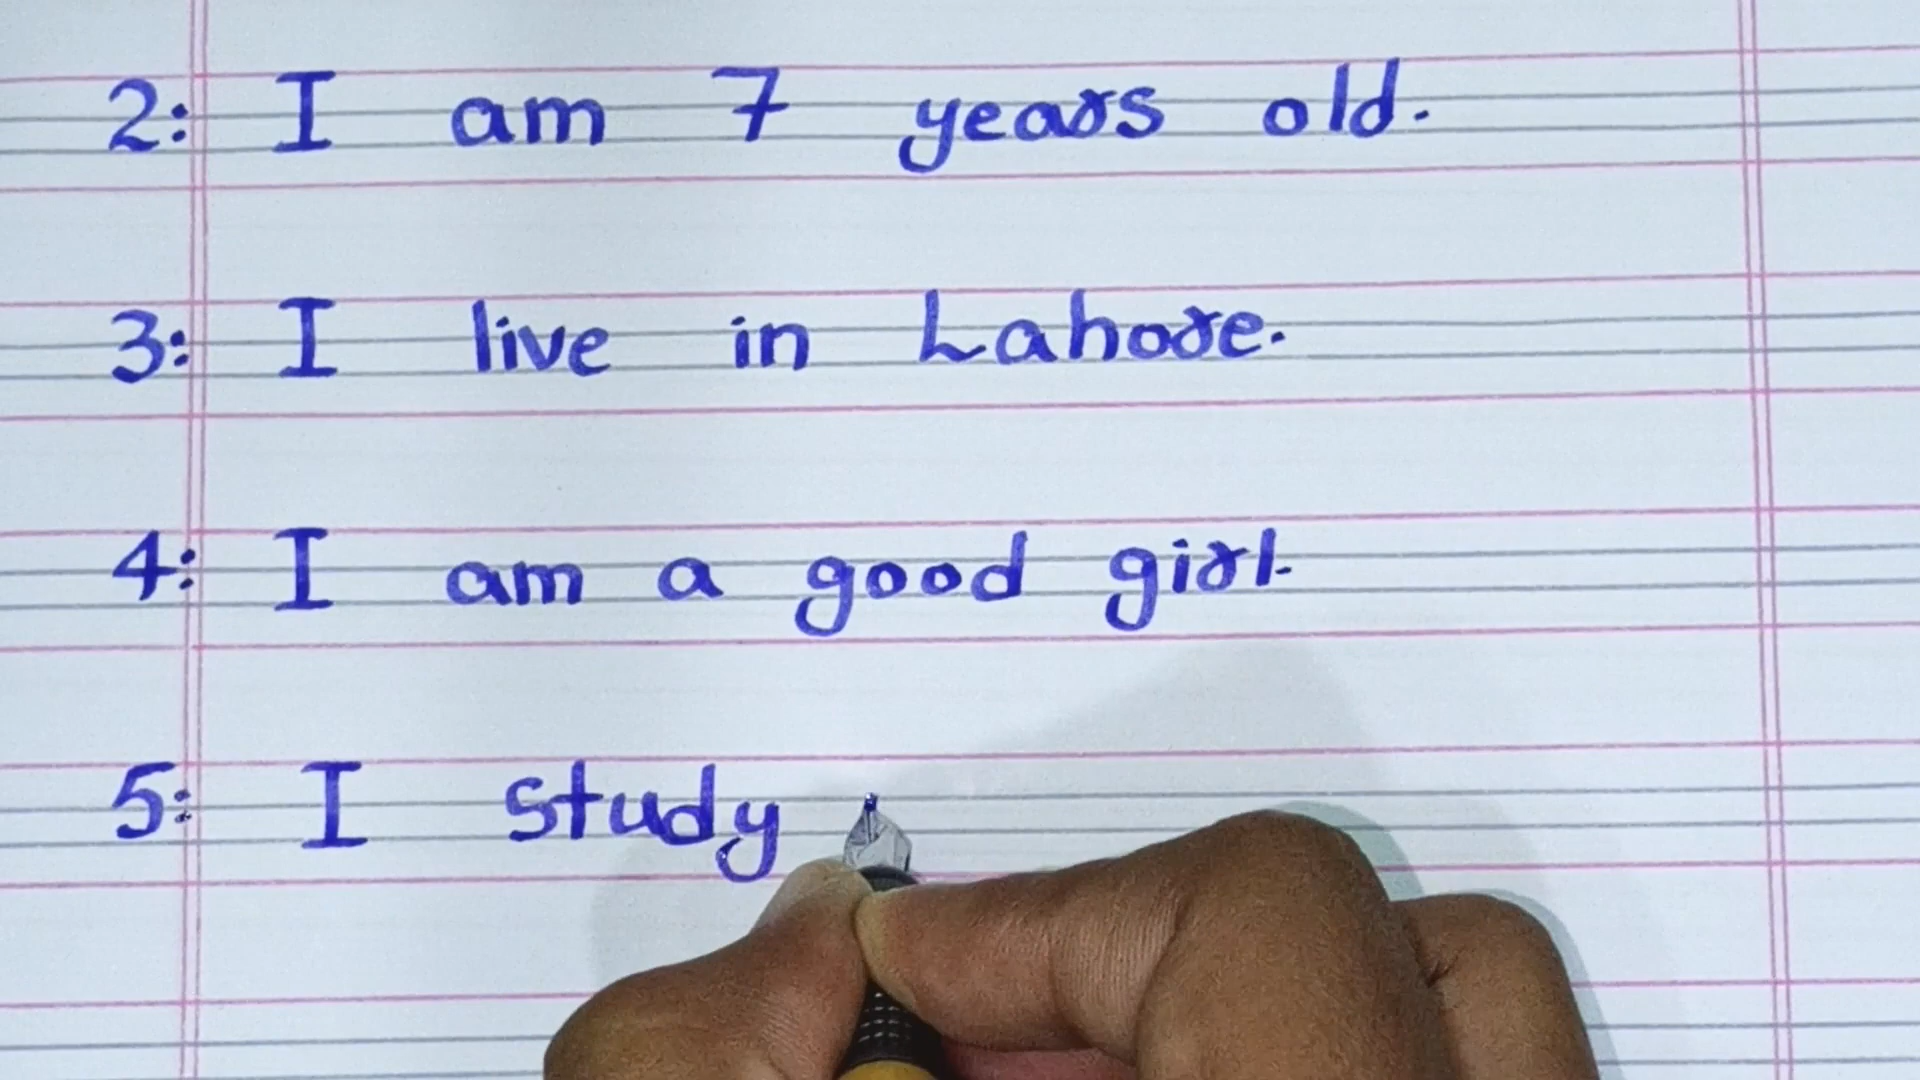 2: I am 7 years old.
3: I live in Lahore.
4: I am a good girl.
5: I study